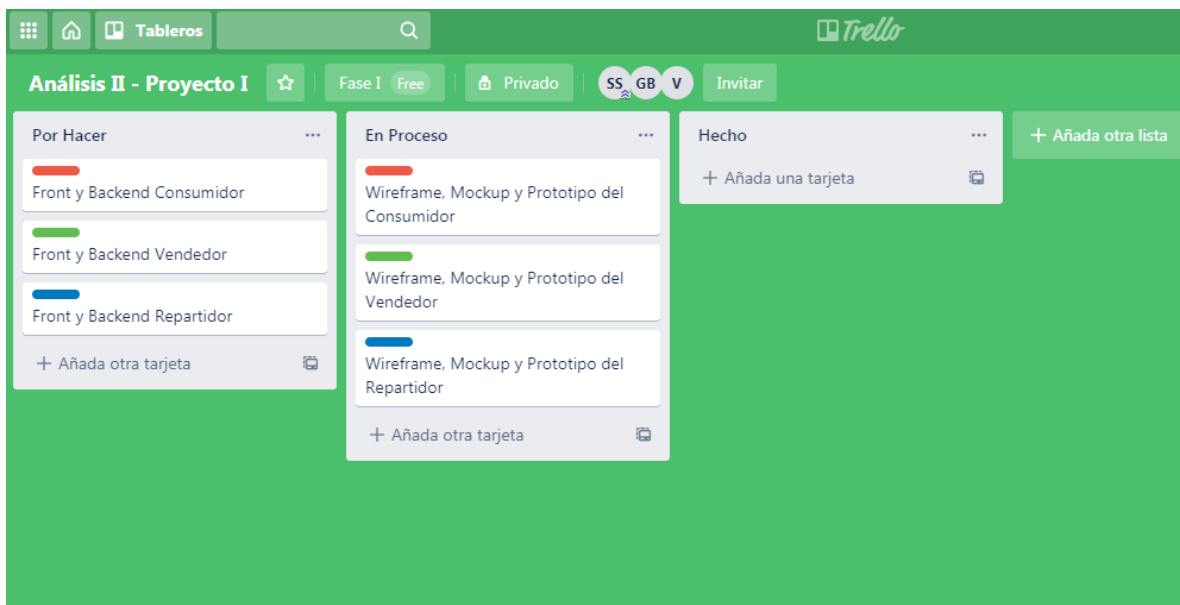 Tableros
Trello
Análisis II - Proyecto I
Fase I Free
Privado
SS GB V
Invitar
Por Hacer
Front y Backend Consumidor
Front y Backend Vendedor
Front y Backend Repartidor
+ Añada otra tarjeta
En Proceso
Wireframe, Mockup y Prototipo del
Consumidor
Wireframe, Mockup y Prototipo del
Vendedor
Wireframe, Mockup y Prototipo del
Repartidor
+ Añada otra tarjeta
Hecho
+ Añada una tarjeta
+ Añada otra lista